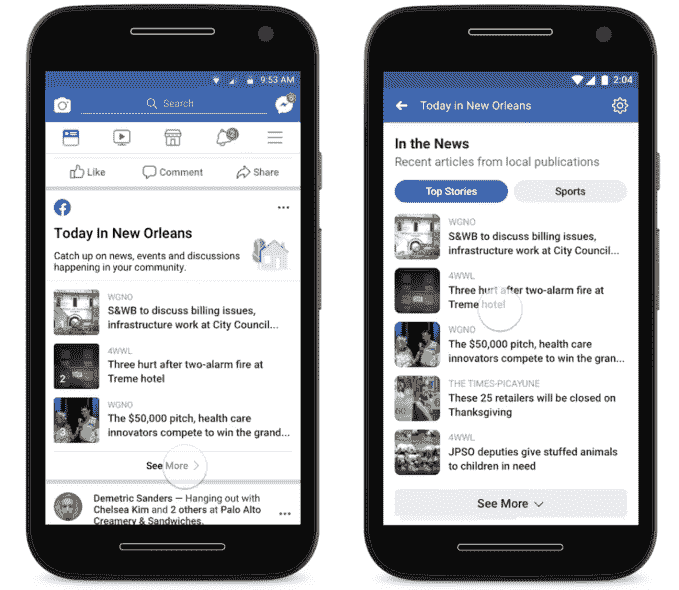 9:53 AM
Search
2
Like
Comment
Share
Today In New Orleans
Catch up on news, events and discussions
happening in your community.
1
WGNO
S&WB to discuss billing issues,
infrastructure work at City Council...
2
4WWL
Three hurt after two-alarm fire at
Treme hotel
3
WGNO
The $50,000 pitch, health care
innovators compete to win the grand...
See More
Demetric Sanders — Hanging out with
Chelsea Kim and 2 others at Palo Alto
Creamery & Sandwiches.
2:04
Today in New Orleans
In the News
Recent articles from local publications
Top Stories
Sports
WGNO
S&WB to discuss billing issues,
infrastructure work at City Council...
4WWL
Three hurt after two-alarm fire at
Treme hotel
WGNO
The $50,000 pitch, health care
innovators compete to win the gran...
THE TIMES-PICAYUNE
These 25 retailers will be closed on
Thanksgiving
4WWL
JPSO deputies give stuffed animals
to children in need
See More